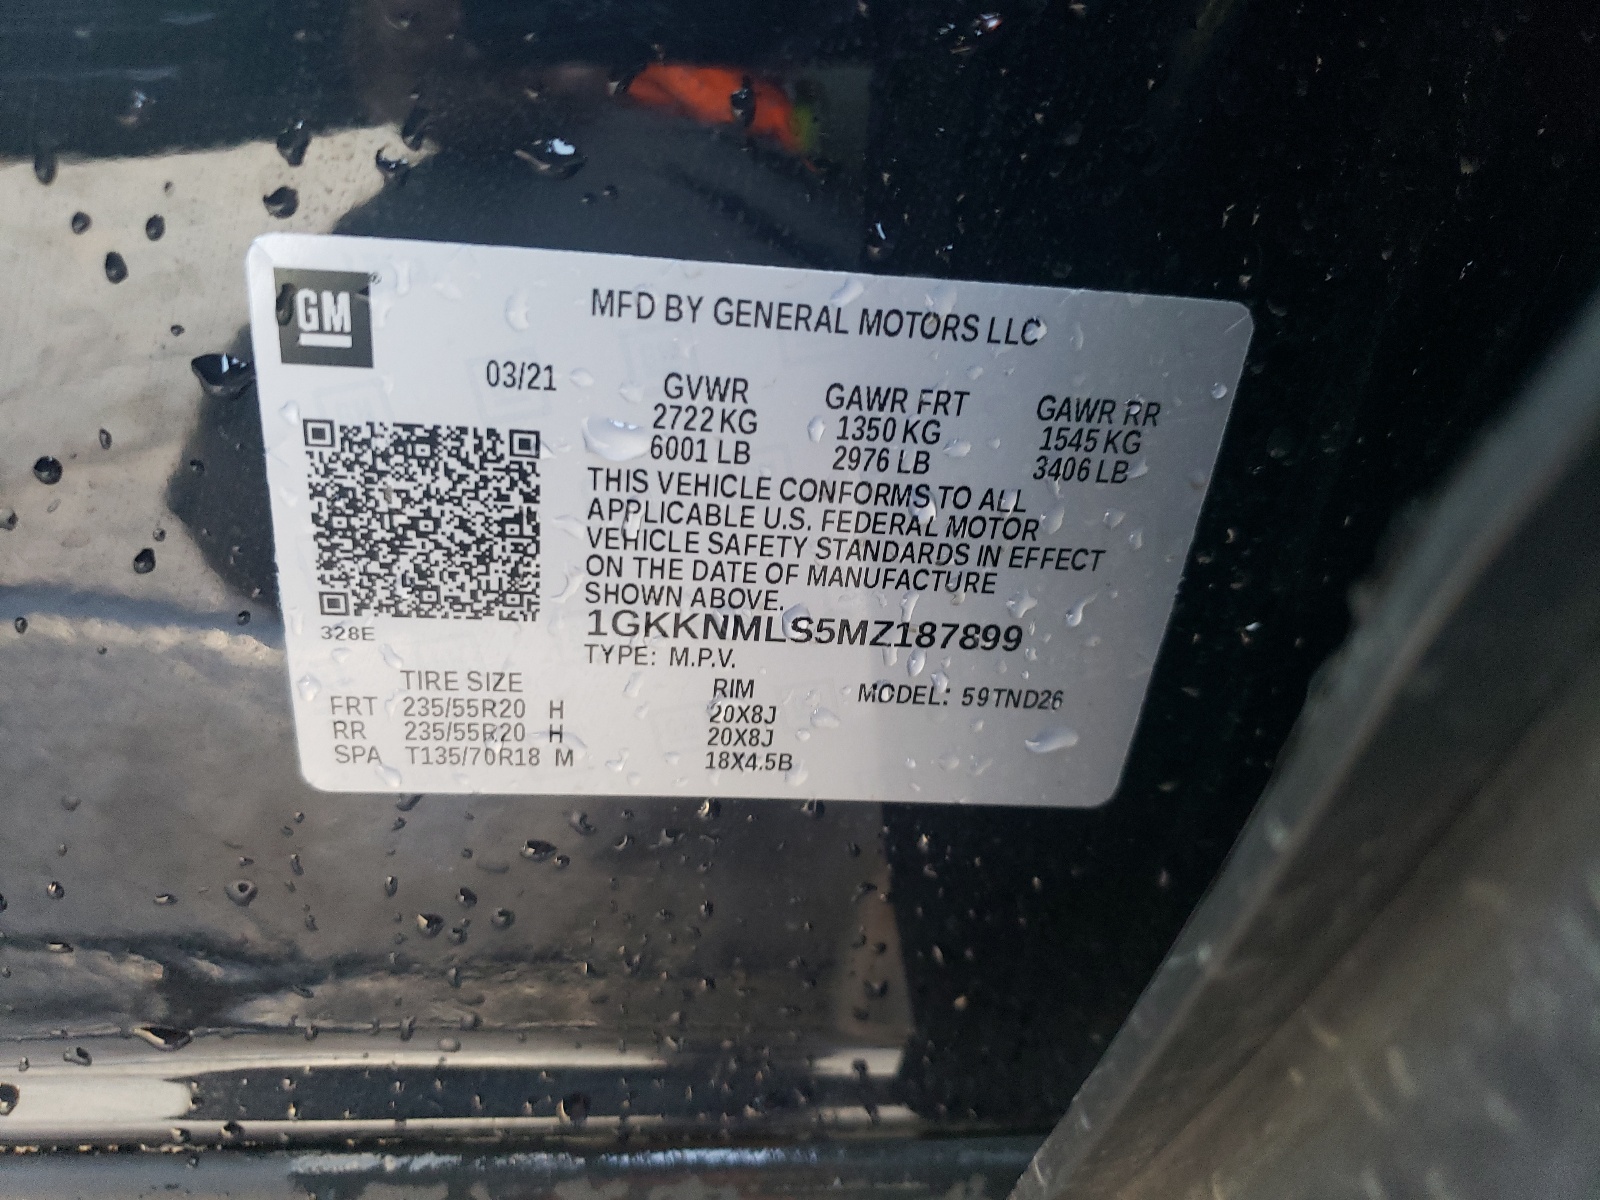 GM
MFD BY GENERAL MOTORS LLC
03/21
GVWR GAWR FRT GAWR RR
2722 KG 1350 KG 1545 KG
6001 LB 2976 LB 3406 LB
THIS VEHICLE CONFORMS TO ALL
APPLICABLE U.S. FEDERAL MOTOR
VEHICLE SAFETY STANDARDS IN EFFECT
ON THE DATE OF MANUFACTURE
SHOWN ABOVE.
328E
1GKKNMLS5MZ187899
TYPE: M.P.V.
TIRE SIZE RIM MODEL: 59TND26
FRT 235/55R20 H 20X8J
RR 235/55R20 H 20X8J
SPA T135/70R18 M 18X4.5B